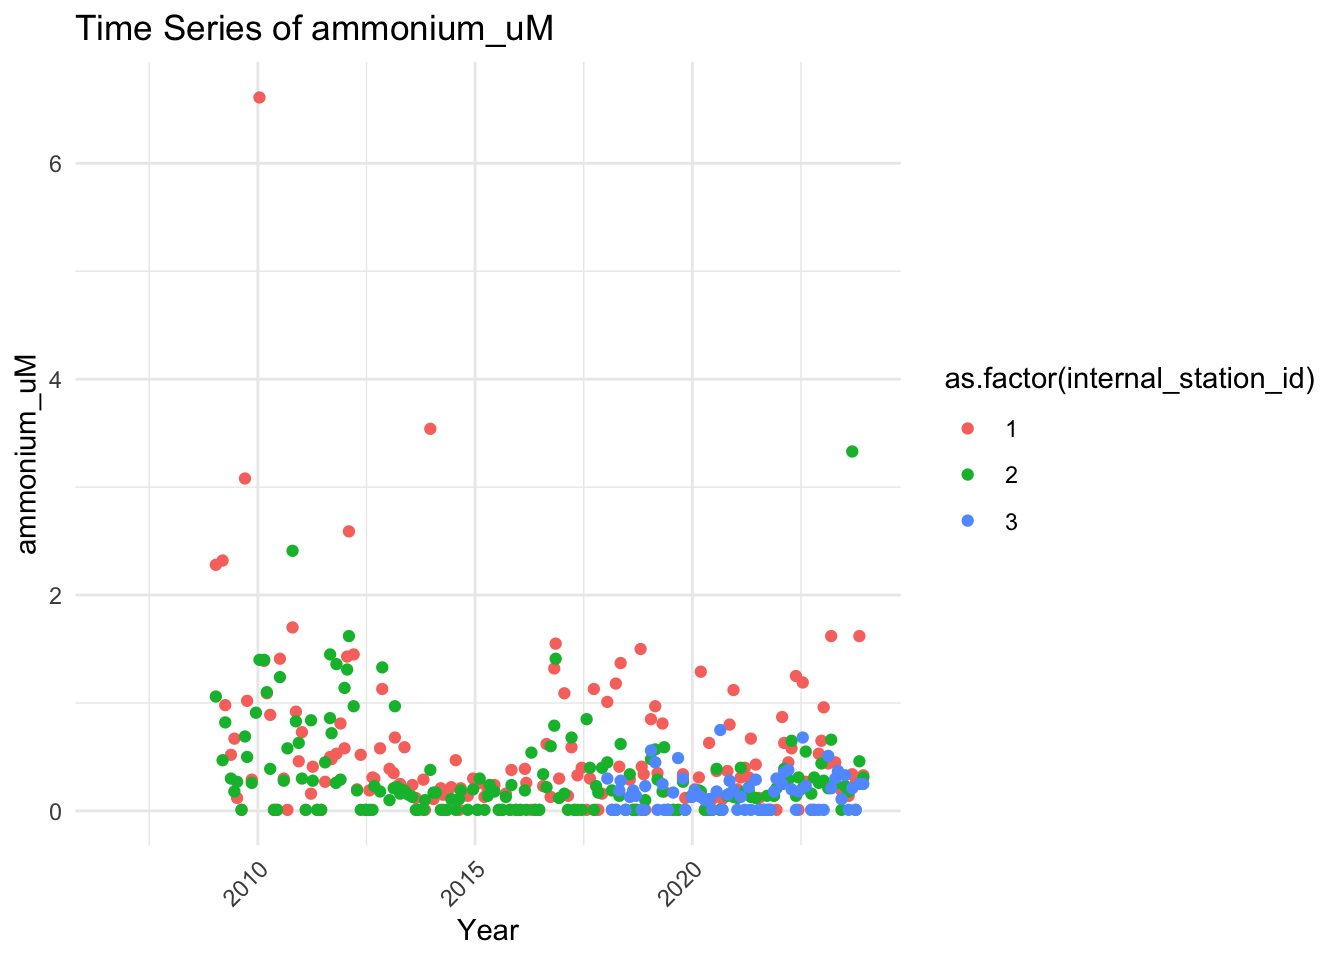 Time Series of ammonium_uM
6
4
2
0
ammonium_uM
2010
2015
2020
Year
as.factor(internal_station_id)
1
2
3